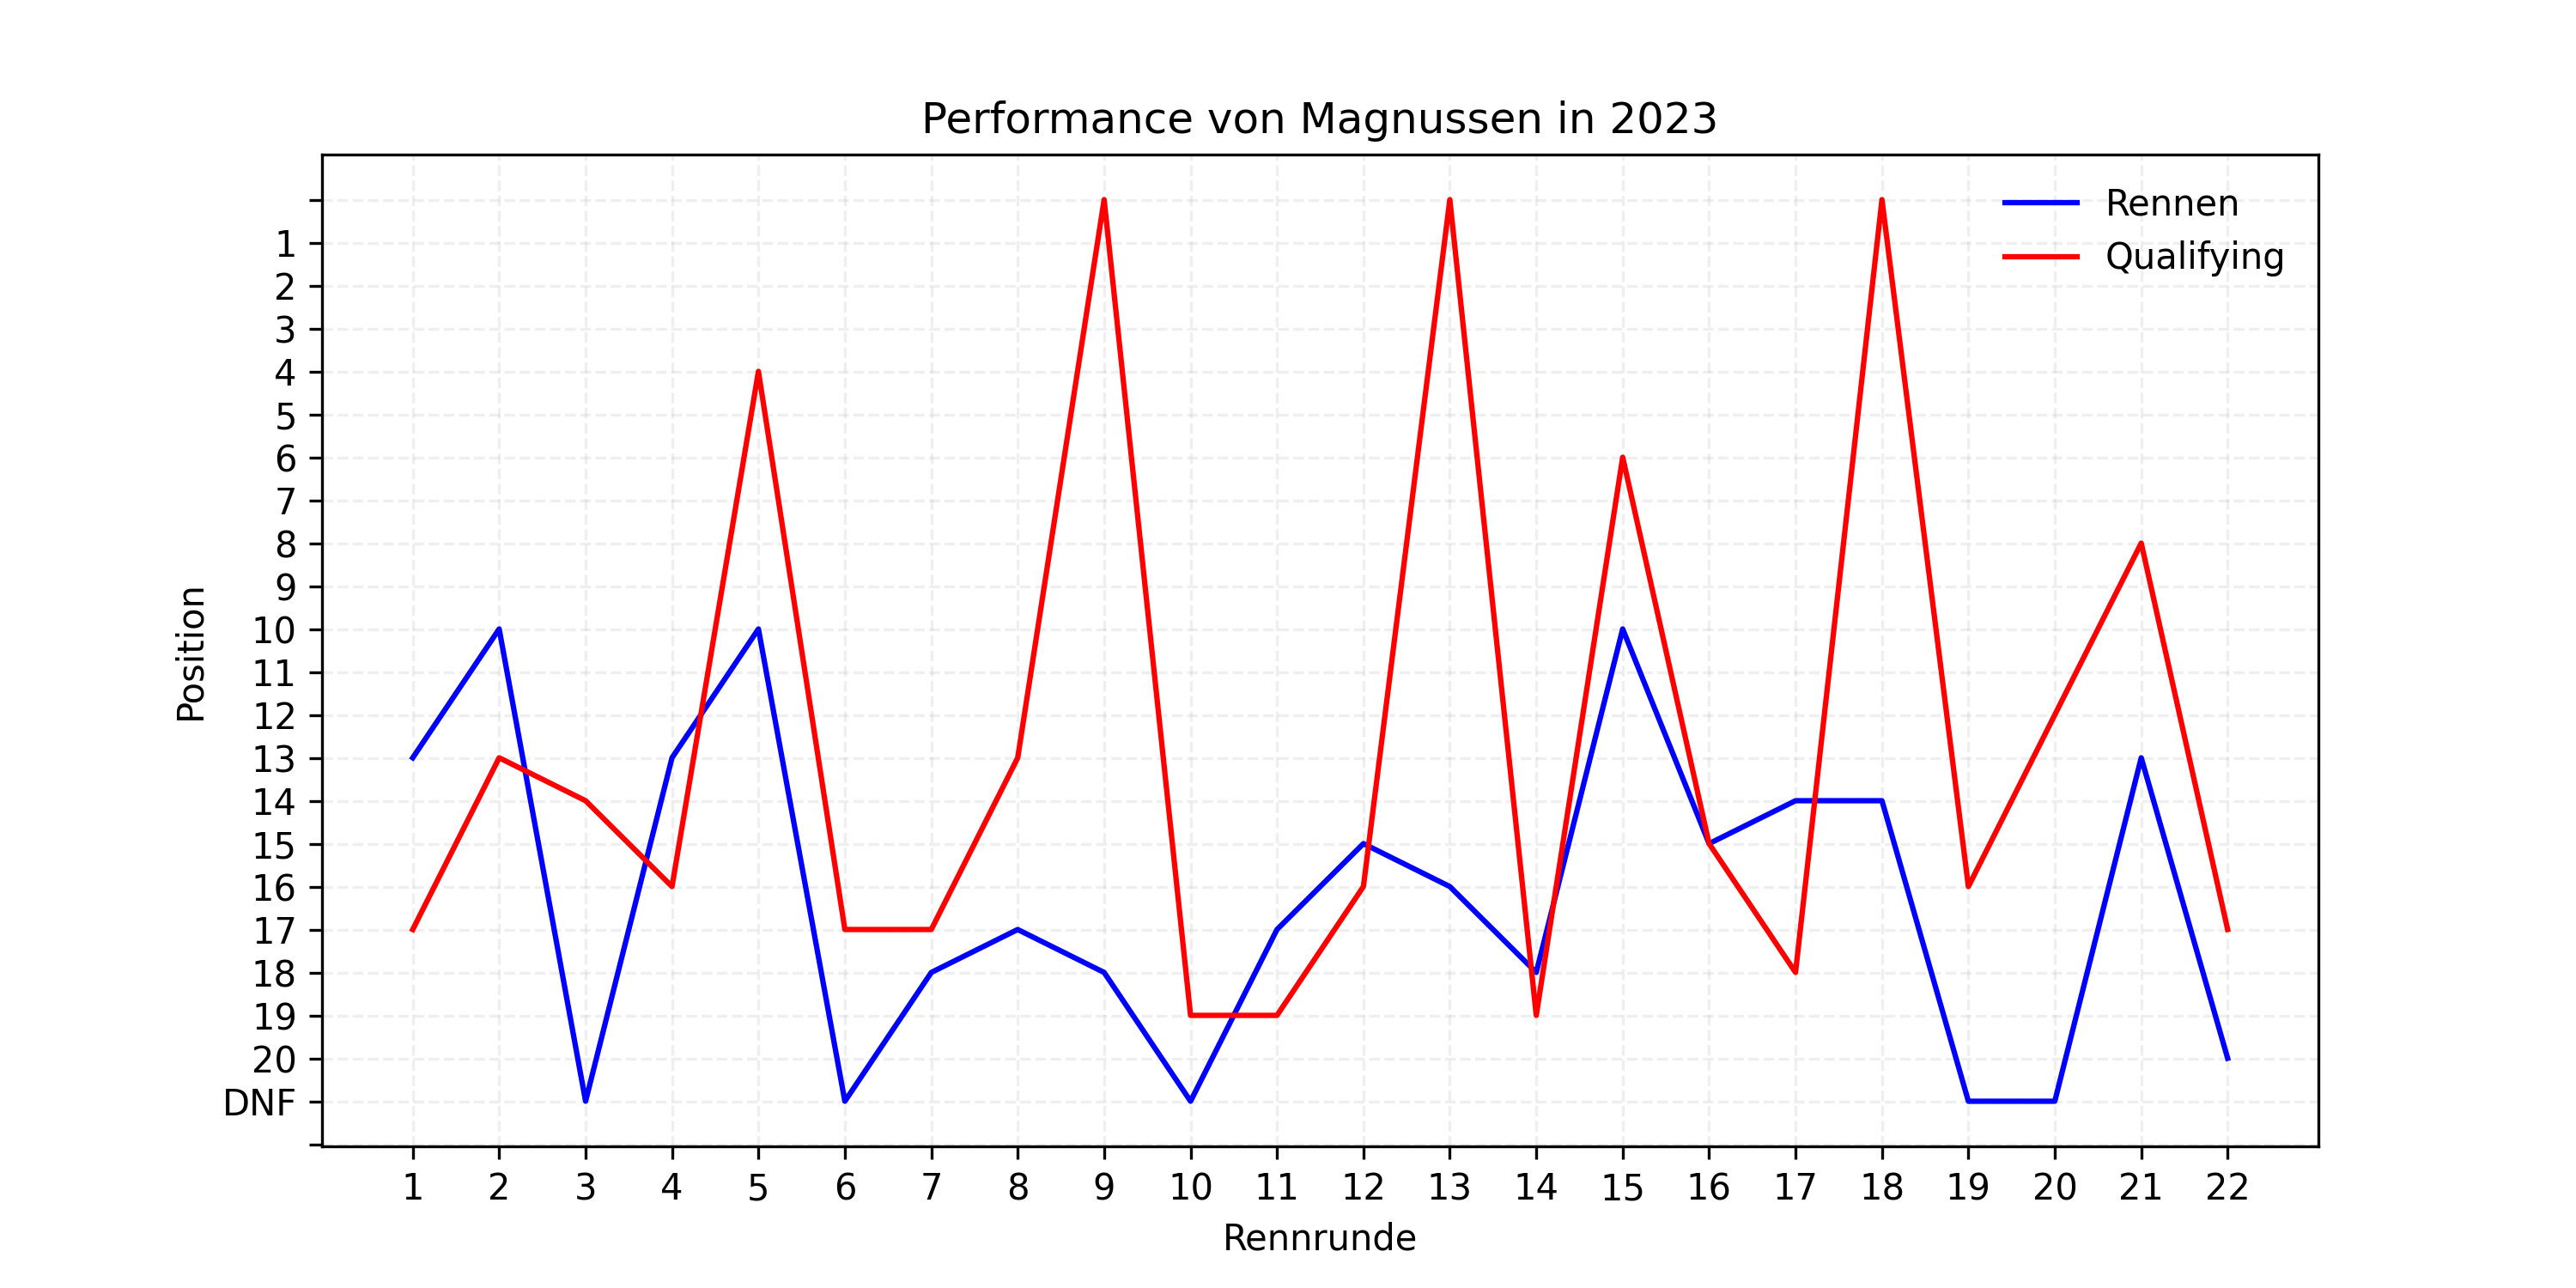 Performance von Magnussen in 2023
Rennen
Qualifying
Position
1
2
3
4
5
6
7
8
9
10
11
12
13
14
15
16
17
18
19
20
DNF
1 2 3 4 5 6 7 8 9 10 11 12 13 14 15 16 17 18 19 20 21 22
Rennrunde